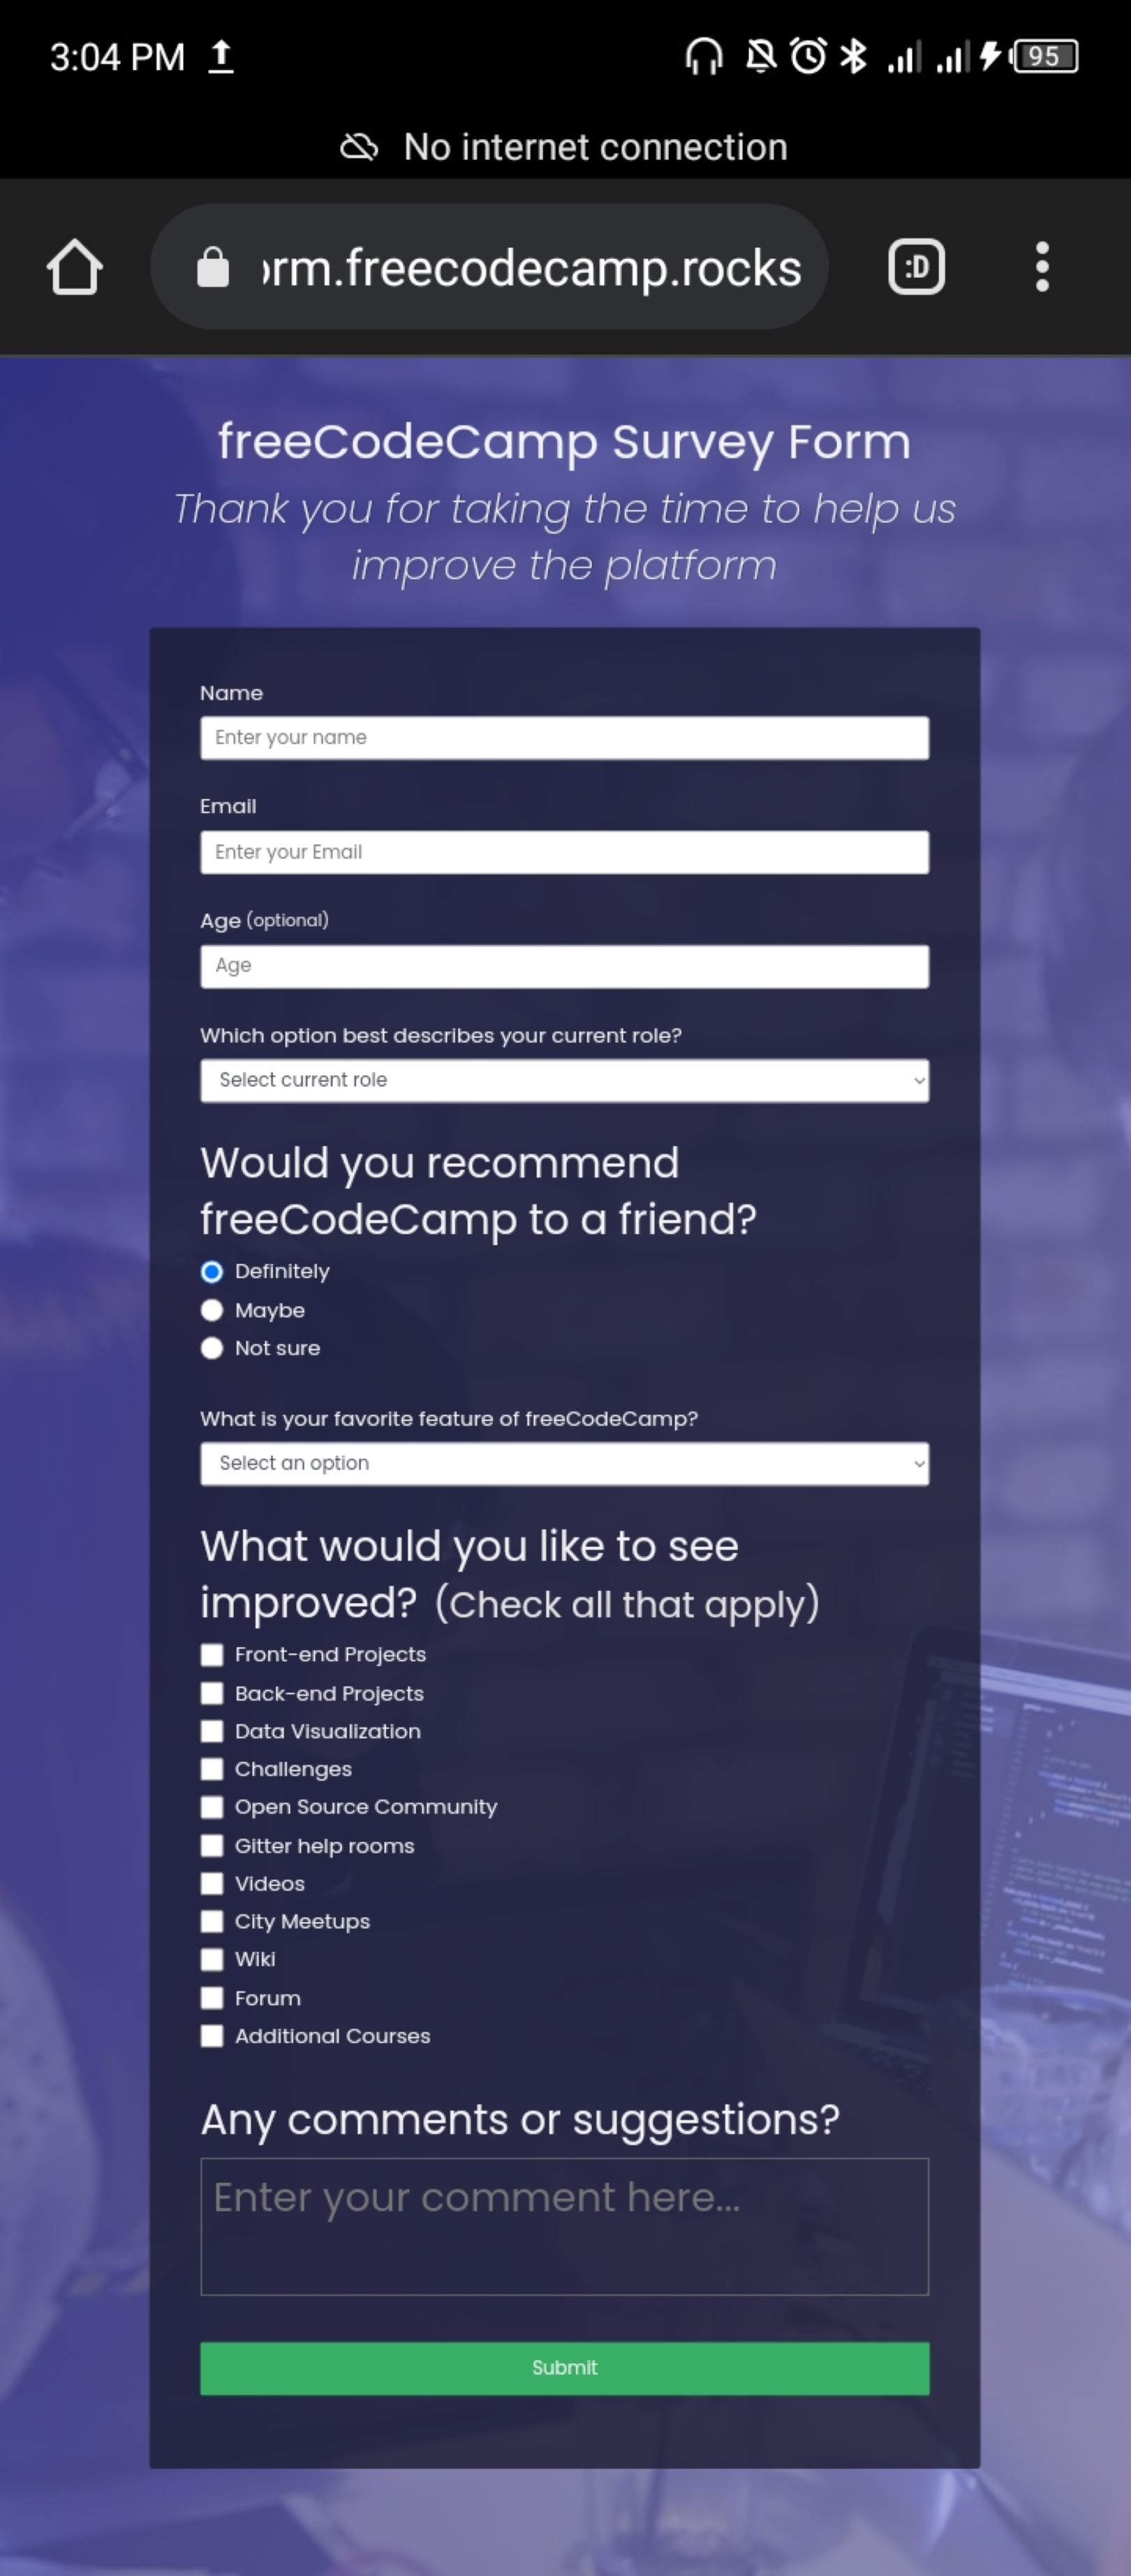 3:04 PM
95
No internet connection
rm.freecodecamp.rocks
:D
freeCodeCamp Survey Form
Thank you for taking the time to help us
improve the platform
Name
Enter your name
Email
Enter your Email
Age (optional)
Age
Which option best describes your current role?
Select current role
Would you recommend
freeCodeCamp to a friend?
Definitely
Maybe
Not sure
What is your favorite feature of freeCodeCamp?
Select an option
What would you like to see
improved? (Check all that apply)
Front-end Projects
Back-end Projects
Data Visualization
Challenges
Open Source Community
Gitter help rooms
Videos
City Meetups
Wiki
Forum
Additional Courses
Any comments or suggestions?
Enter your comment here...
Submit